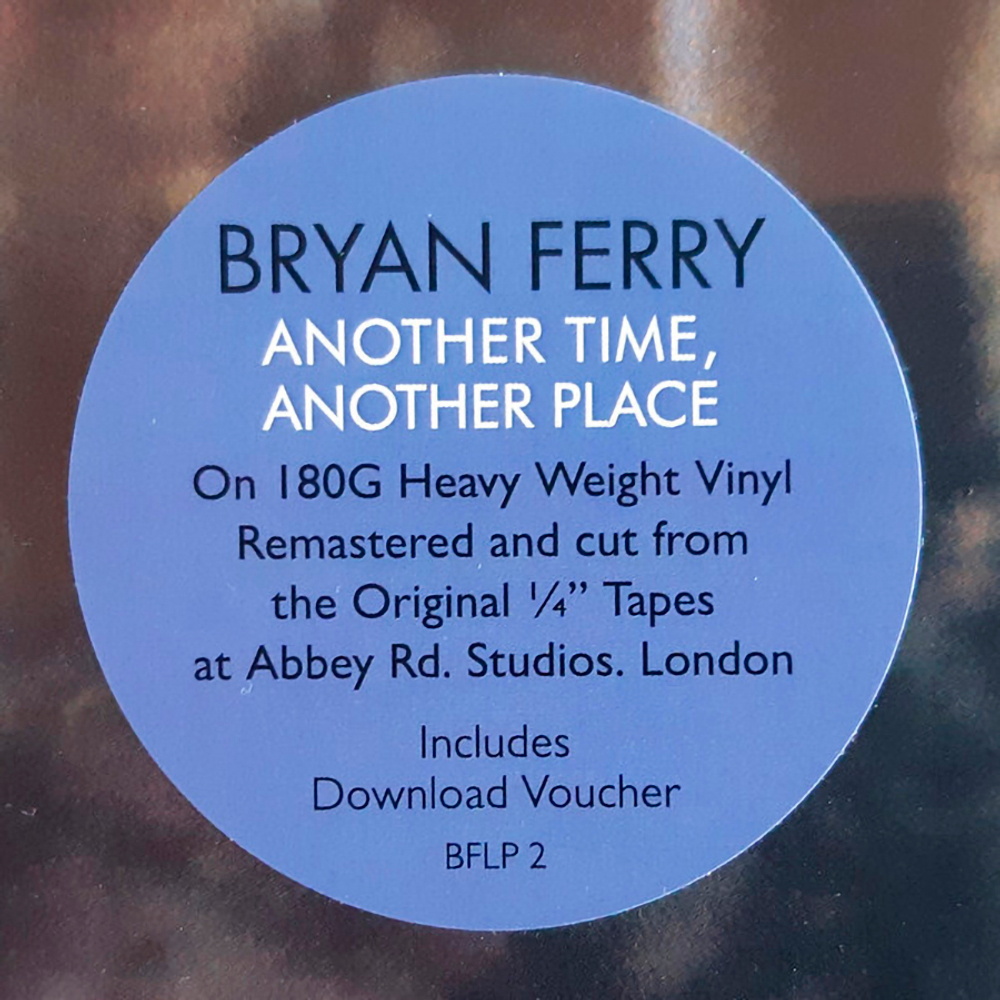 BRYAN FERRY
ANOTHER TIME,
ANOTHER PLACE
On 180G Heavy Weight Vinyl
Remastered and cut from
the Original ¼” Tapes
at Abbey Rd. Studios. London
Includes
Download Voucher
BFLP 2